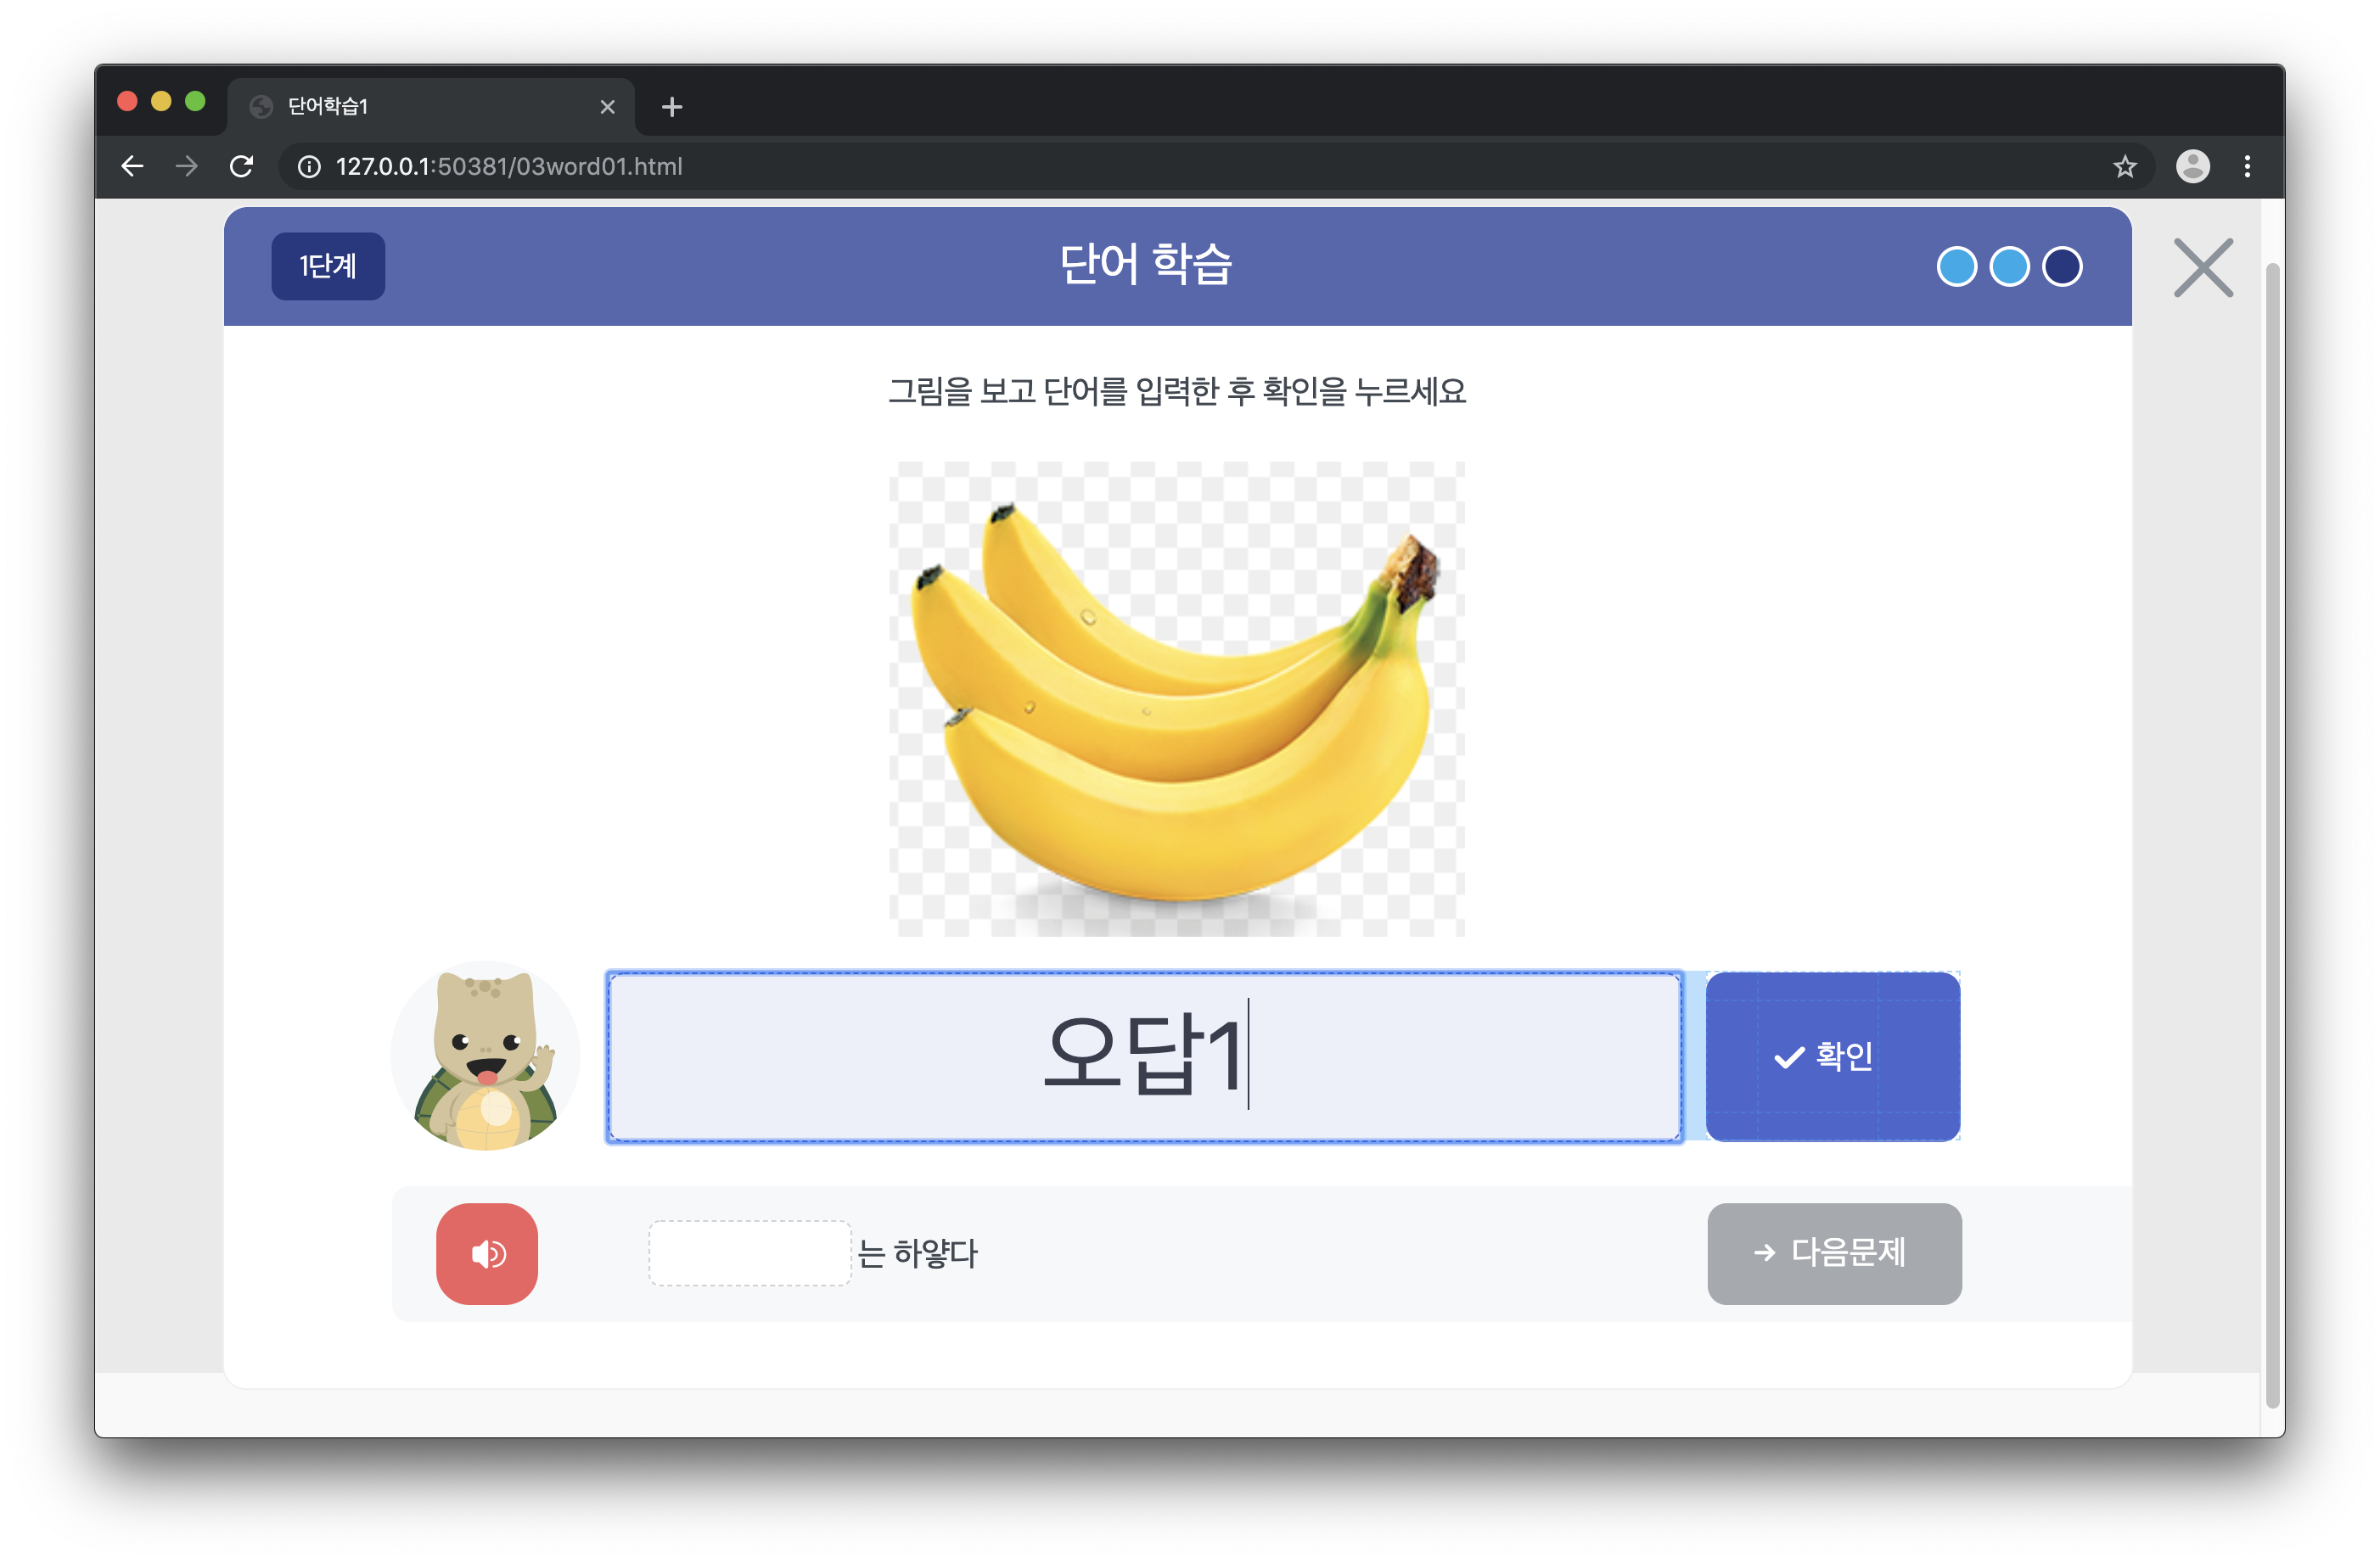 단어학습1
127.0.0.1:50381/03word01.html
1단계
단어 학습
그림을 보고 단어를 입력한 후 확인을 누르세요
오답1
확인
는 하얗다
다음문제